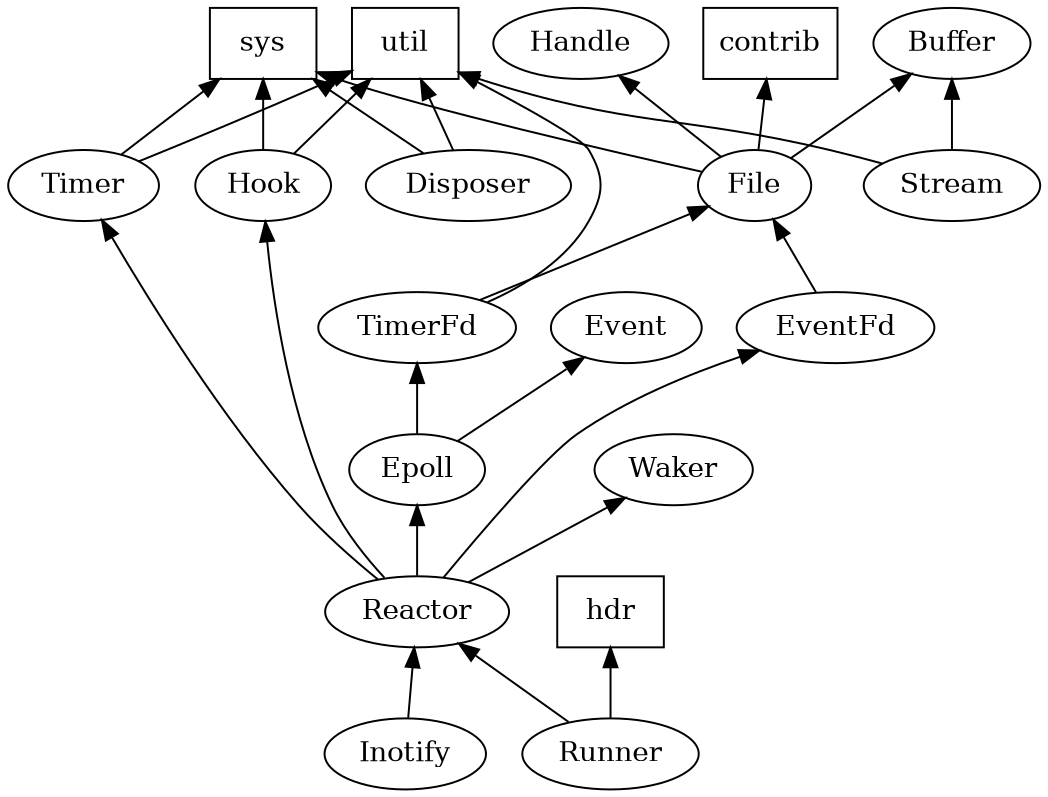 sys
util
Handle
contrib
Buffer
Timer
Hook
Disposer
File
Stream
TimerFd
Event
EventFd
Epoll
Waker
Reactor
hdr
Inotify
Runner